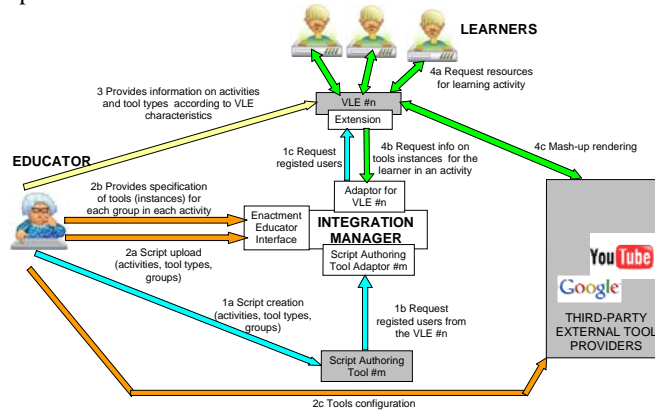 LEARNERS
4a Request resources
for learning activity
3 Provides information on activities
and tool types according to VLE
characteristics
VLE #n
Extension
1c Request
registed users
4b Request info on
tools instances for the
learner in an activity
4c Mash-up rendering
EDUCATOR
2b Provides specification
of tools (instances) for
each group in each activity
Adaptor for
VLE #n
Enactment
Educator
Interface
INTEGRATION
MANAGER
2a Script upload
(activities, tool types,
groups)
Script Authoring
Tool Adaptor #m
You Tube
Google
1a Script creation
(activities, tool types,
groups)
1b Request
registed users from
the VLE #n
THIRD-PARTY
EXTERNAL TOOL
PROVIDERS
Script Authoring
Tool #m
2c Tools configuration